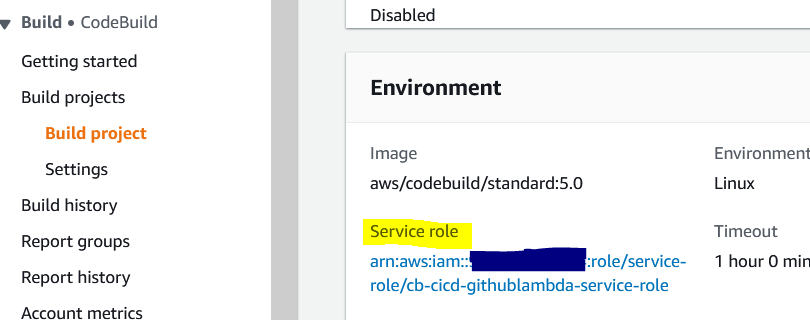 Build • CodeBuild
Getting started
Build projects
Build project
Settings
Build history
Report groups
Report history
Account metrics
Disabled
Environment
Image
aws/codebuild/standard:5.0
Environment
Linux
Service role
arn:aws:iam:: :role/service-
role/cb-cicd-githublambda-service-role
Timeout
1 hour 0 min